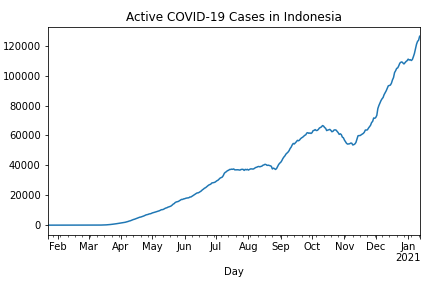 Active COVID-19 Cases in Indonesia
120000
100000
80000
60000
40000
20000
0
Feb Mar Apr May Jun Jul Aug Sep Oct Nov Dec Jan
2021
Day